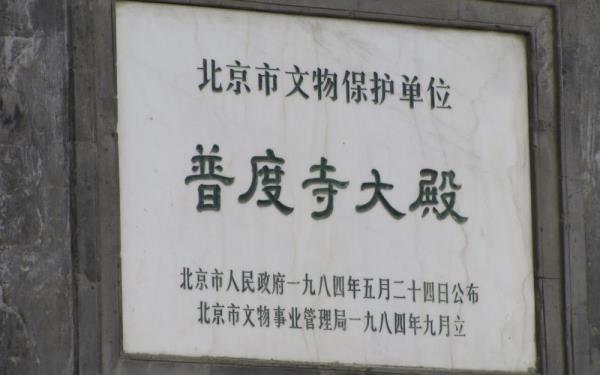 北京市文物保护单位
普度寺大殿
北京市人民政府一九八四年五月二十四日公布
北京市文物事业管理局一九八四年九月立